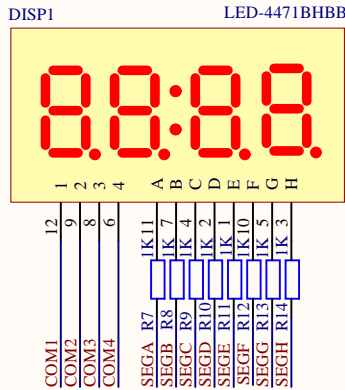 DISP1 LED-4471BHBB
1 2 3 4 A B C D E F G H
12 9 8 6 1K 11 1K 7 1K 4 1K 2 1K 1 1K 10 1K 5 1K 3
R7 R8 R9 R10 R11 R12 R13 R14
COM1 COM2 COM3 COM4 SEGA SEGB SEGC SEGD SEGE SEGF SEGG SEGH